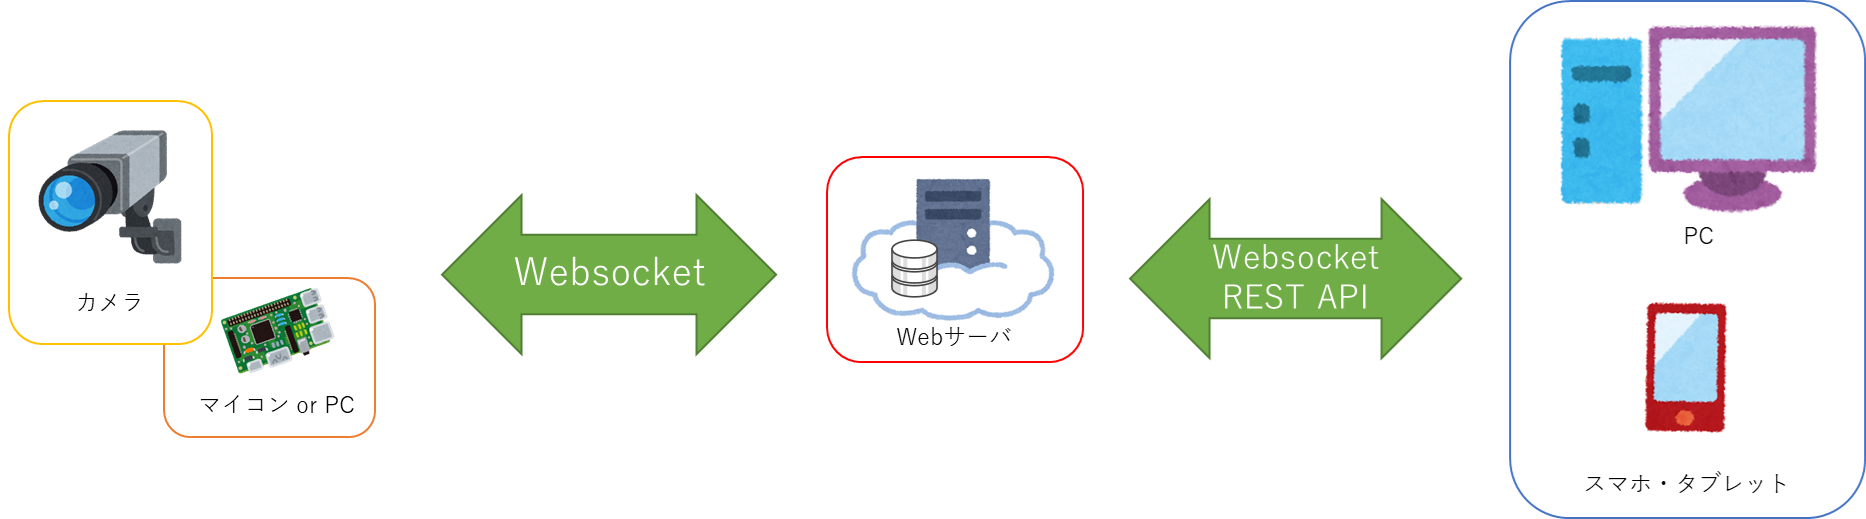 カメラ
マイコン or PC
Websocket
Webサーバ
Websocket
REST API
PC
スマホ・タブレット